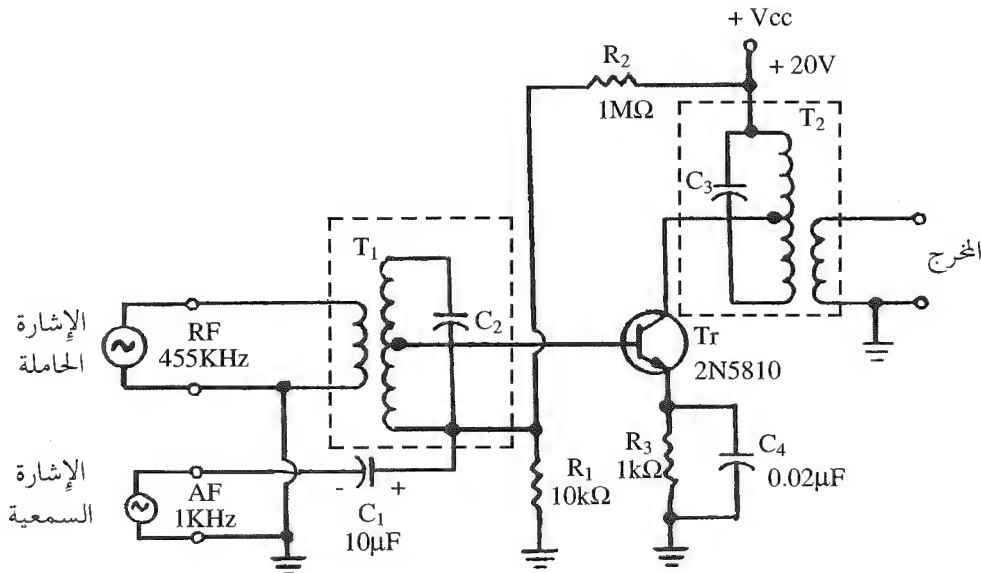 + Vcc
+ 20V
R₂
1MΩ
T₂
C₃
المخرج
T₁
C₂
الإشارة
الحاملة
RF
455KHz
Tr
2N5810
الإشارة
السمعية
AF
1KHz
- +
C₁
10µF
R₁
10kΩ
R₃
1kΩ
C₄
0.02µF